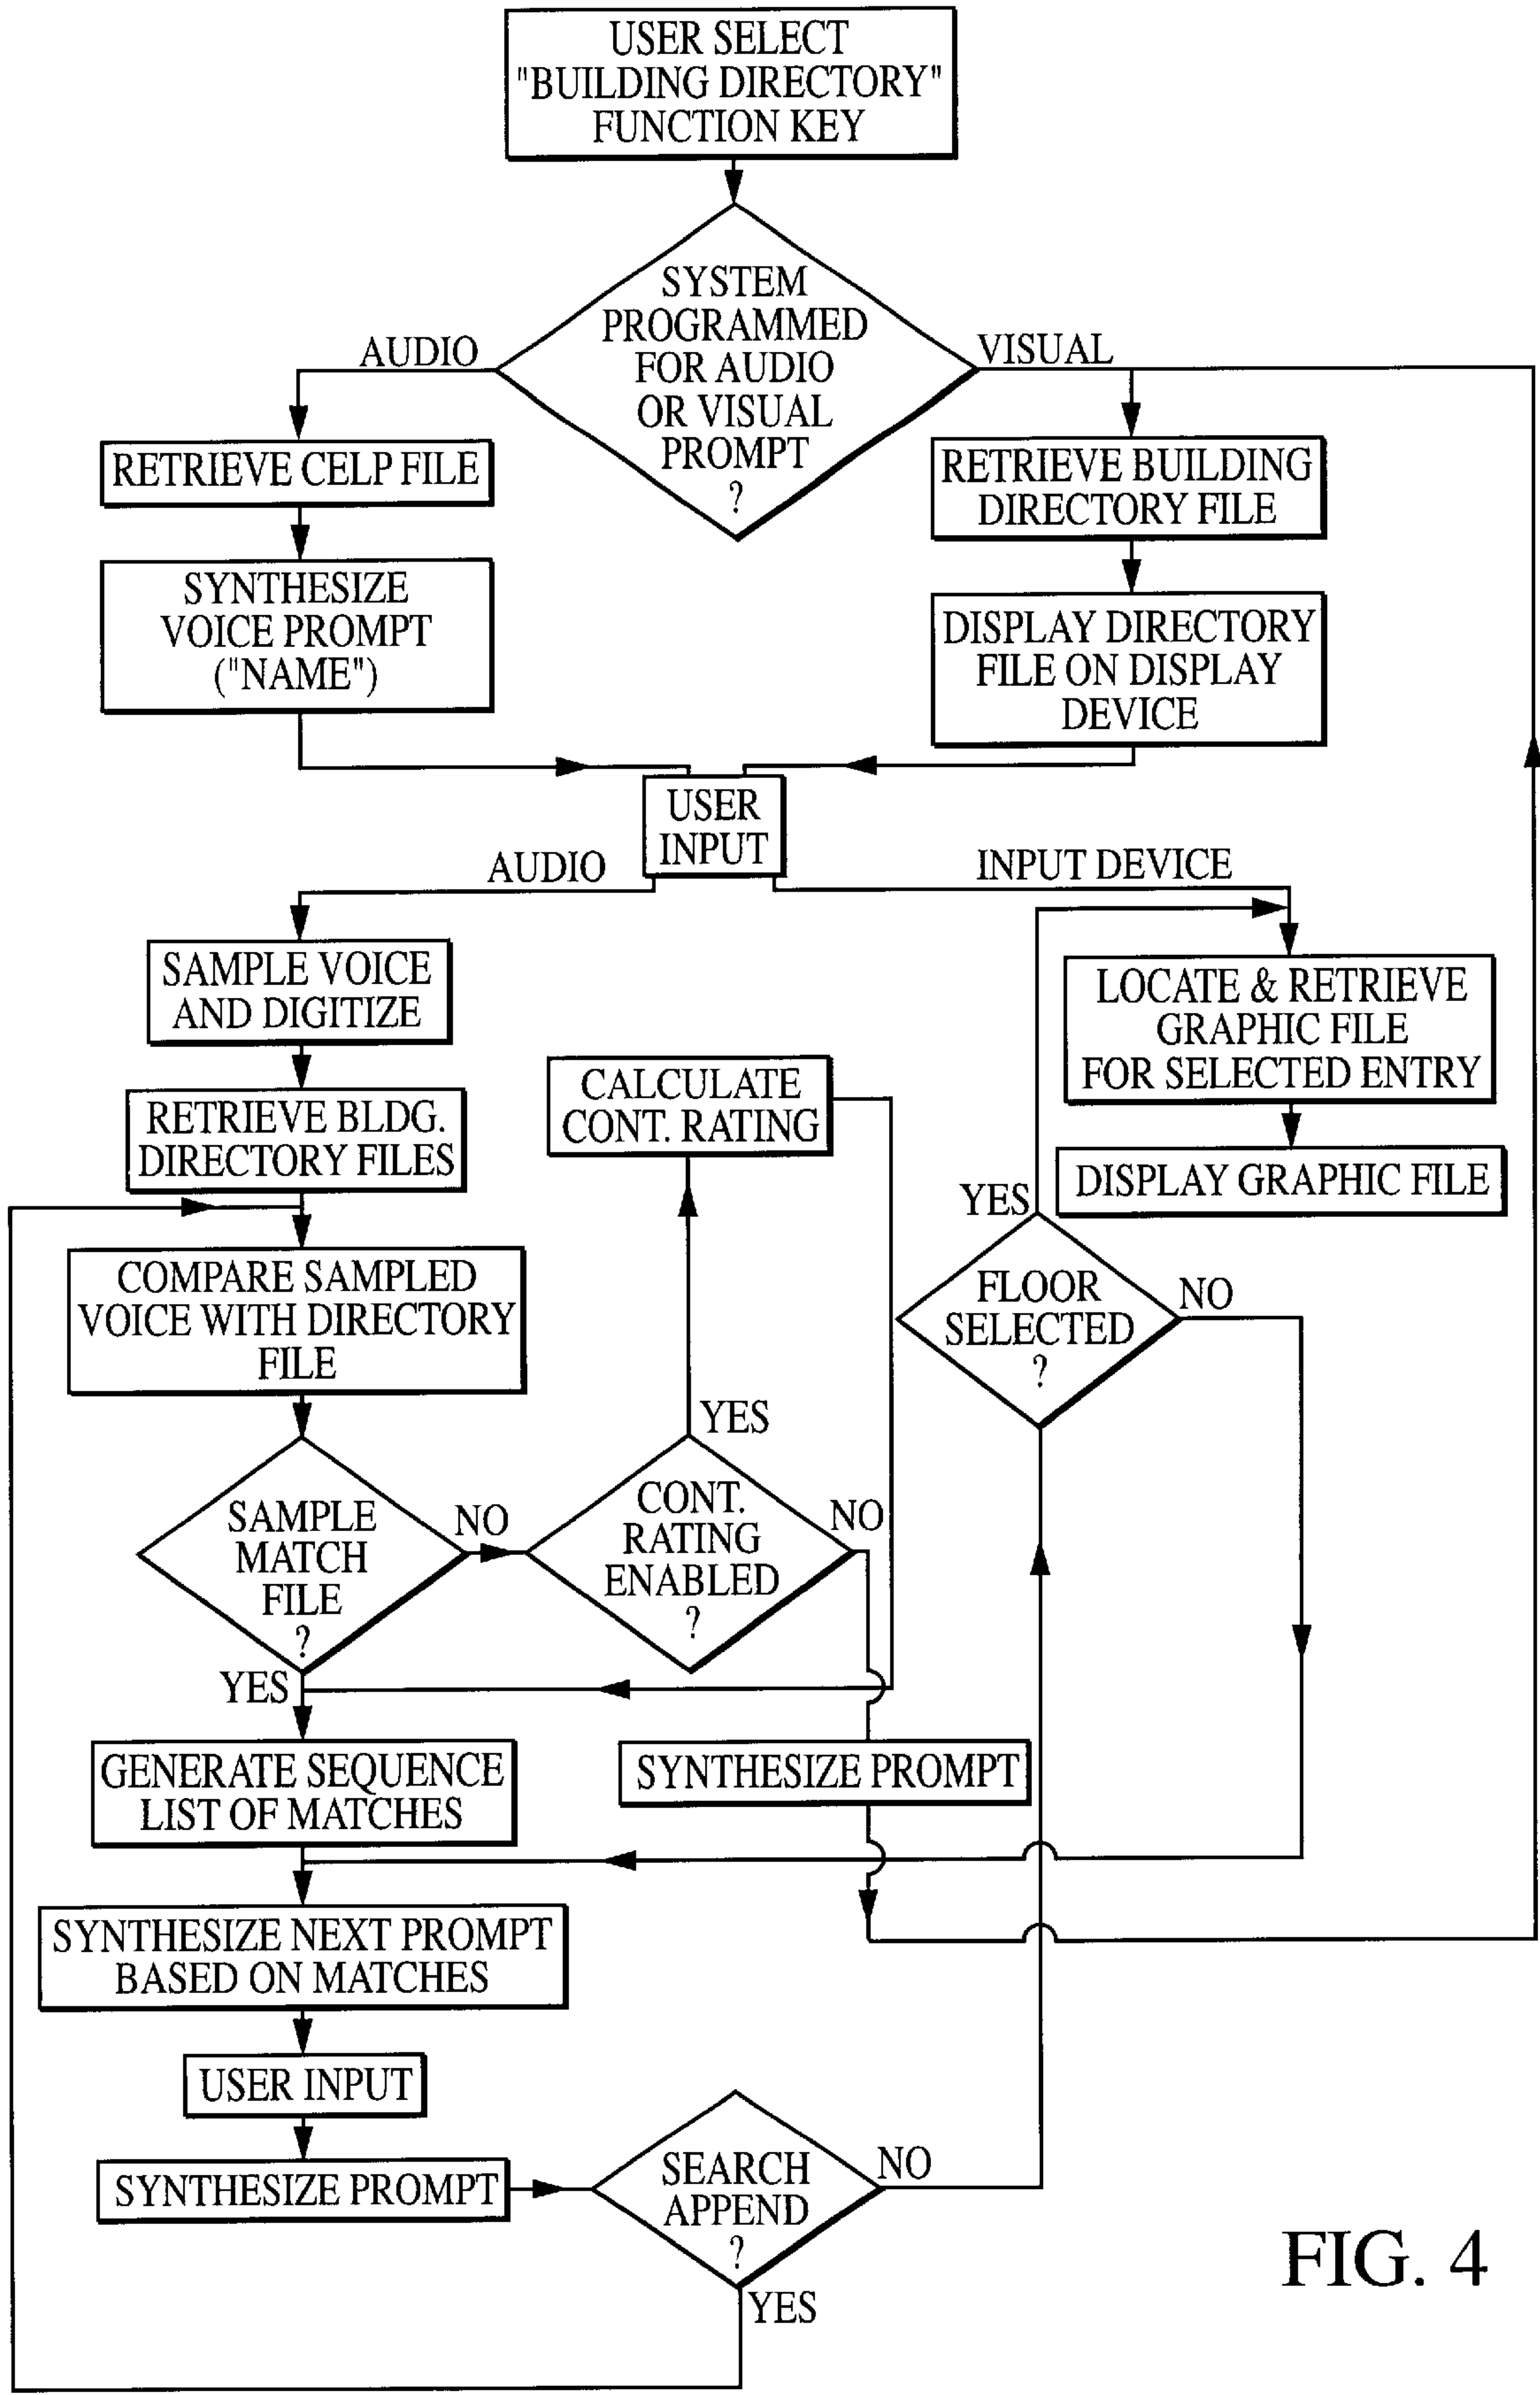 USER SELECT
"BUILDING DIRECTORY"
FUNCTION KEY
SYSTEM
PROGRAMMED
FOR AUDIO
OR VISUAL
PROMPT
?
AUDIO
VISUAL
RETRIEVE CELP FILE
RETRIEVE BUILDING
DIRECTORY FILE
SYNTHESIZE
VOICE PROMPT
("NAME")
DISPLAY DIRECTORY
FILE ON DISPLAY
DEVICE
USER
INPUT
AUDIO
INPUT DEVICE
SAMPLE VOICE
AND DIGITIZE
LOCATE & RETRIEVE
GRAPHIC FILE
FOR SELECTED ENTRY
RETRIEVE BLDG.
DIRECTORY FILES
CALCULATE
CONT. RATING
DISPLAY GRAPHIC FILE
COMPARE SAMPLED
VOICE WITH DIRECTORY
FILE
YES
FLOOR
SELECTED
?
NO
SAMPLE
MATCH
FILE
?
NO
YES
CONT.
RATING
ENABLED
?
NO
YES
GENERATE SEQUENCE
LIST OF MATCHES
SYNTHESIZE PROMPT
SYNTHESIZE NEXT PROMPT
BASED ON MATCHES
USER INPUT
SYNTHESIZE PROMPT
SEARCH
APPEND
?
NO
YES
FIG. 4